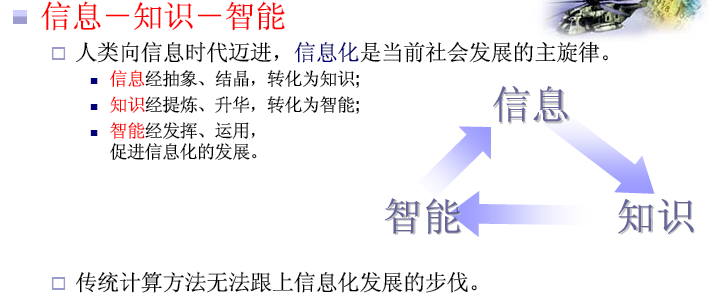 信息－知识－智能
人类向信息时代迈进，信息化是当前社会发展的主旋律。
信息经抽象、结晶，转化为知识；
知识经提炼、升华，转化为智能；
智能经发挥、运用，
促进信息化的发展。
信息
智能
知识
传统计算方法无法跟上信息化发展的步伐。